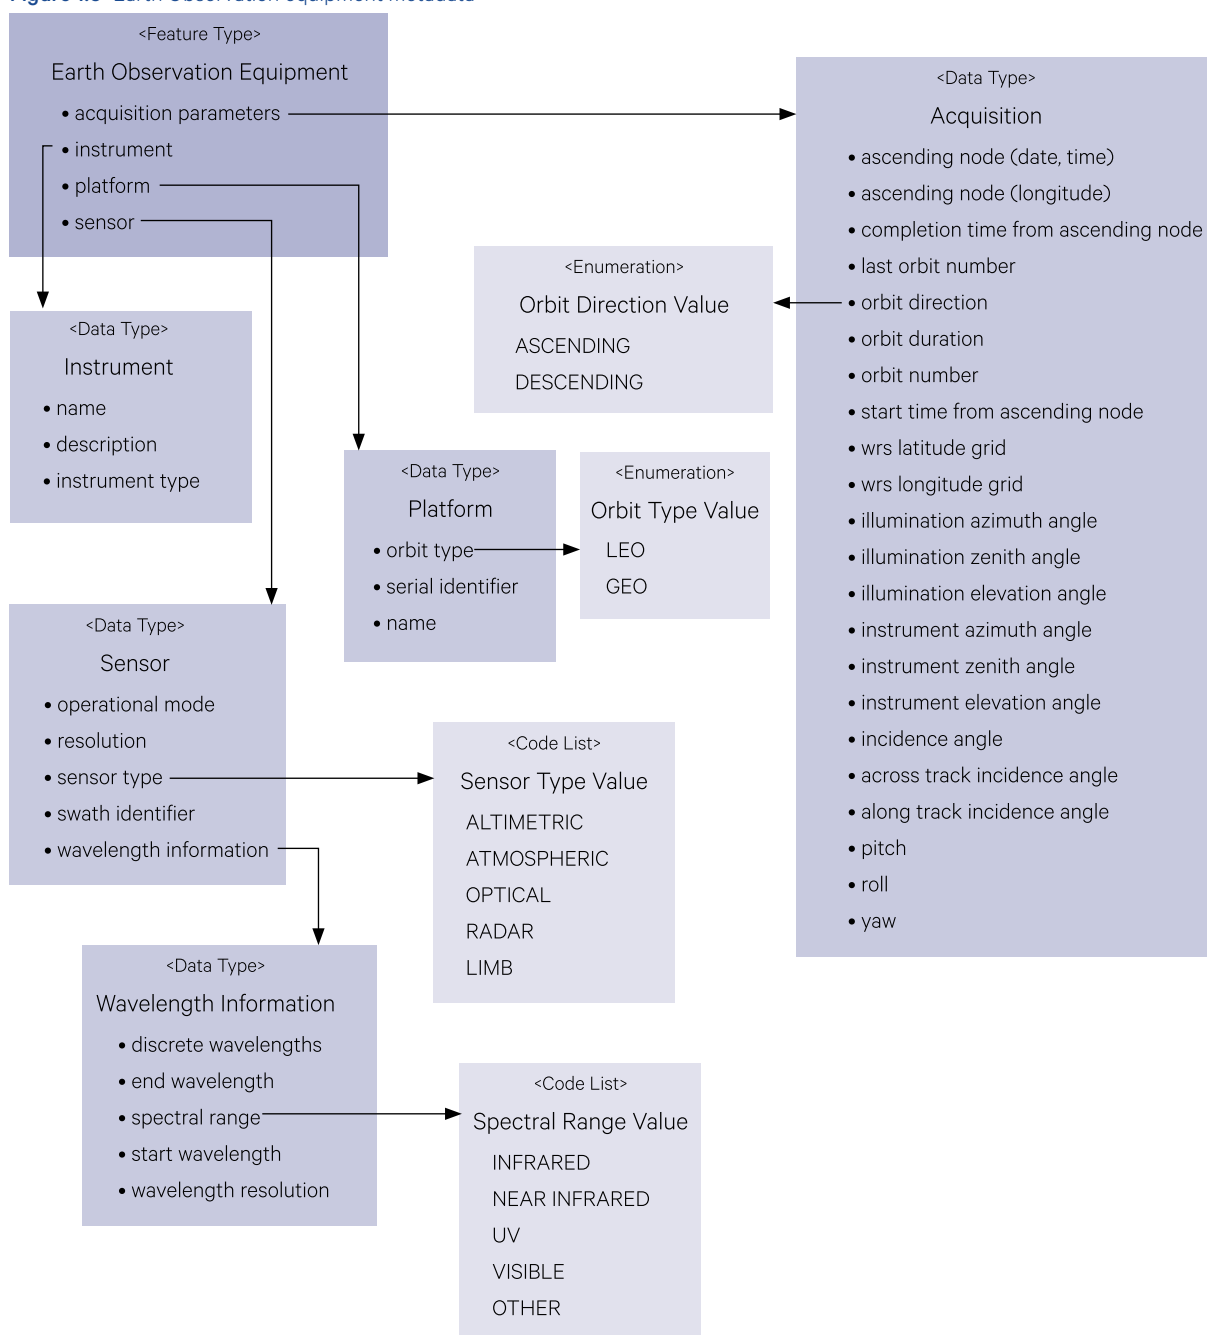 Earth Observation equipment metadata
<Feature Type>
Earth Observation Equipment
• acquisition parameters
• instrument
• platform
• sensor
<Data Type>
Acquisition
• ascending node (date, time)
• ascending node (longitude)
• completion time from ascending node
• last orbit number
• orbit direction
• orbit duration
• orbit number
• start time from ascending node
• wrs latitude grid
• wrs longitude grid
• illumination azimuth angle
• illumination zenith angle
• illumination elevation angle
• instrument azimuth angle
• instrument zenith angle
• instrument elevation angle
• incidence angle
• across track incidence angle
• along track incidence angle
• pitch
• roll
• yaw
<Enumeration>
Orbit Direction Value
ASCENDING
DESCENDING
<Data Type>
Instrument
• name
• description
• instrument type
<Data Type>
Platform
• orbit type
• serial identifier
• name
<Enumeration>
Orbit Type Value
LEO
GEO
<Data Type>
Sensor
• operational mode
• resolution
• sensor type
• swath identifier
• wavelength information
<Code List>
Sensor Type Value
ALTIMETRIC
ATMOSPHERIC
OPTICAL
RADAR
LIMB
<Data Type>
Wavelength Information
• discrete wavelengths
• end wavelength
• spectral range
• start wavelength
• wavelength resolution
<Code List>
Spectral Range Value
INFRARED
NEAR INFRARED
UV
VISIBLE
OTHER